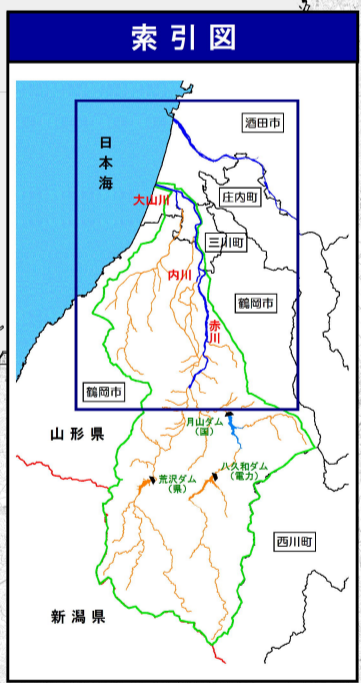 索引図
酒田市
日本海
庄内町
大山川
三川町
内川
鶴岡市
赤川
鶴岡市
月山ダム
(国)
山形県
八久和ダム
(電力)
荒沢ダム
(県)
西川町
新潟県